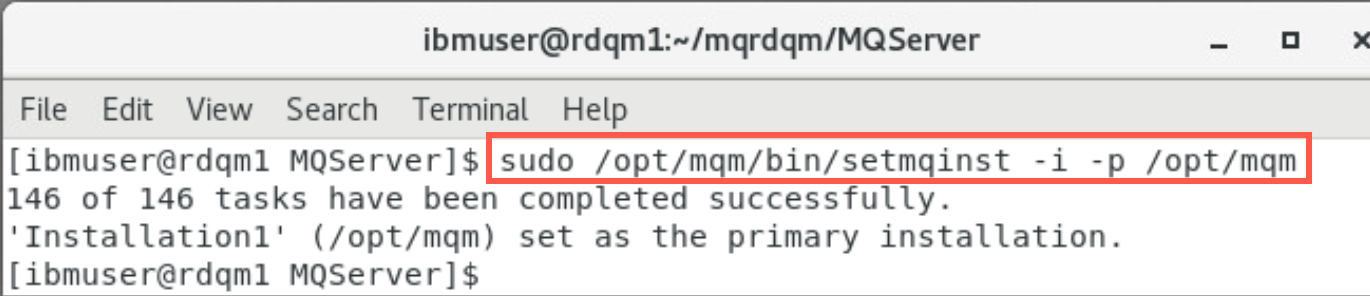 ibmuser@rdqm1:~/mqrdqm/MQServer
File Edit View Search Terminal Help
[ibmuser@rdqm1 MQServer]$ sudo /opt/mqm/bin/setmqinst -i -p /opt/mqm
146 of 146 tasks have been completed successfully.
'Installation1' (/opt/mqm) set as the primary installation.
[ibmuser@rdqm1 MQServer]$